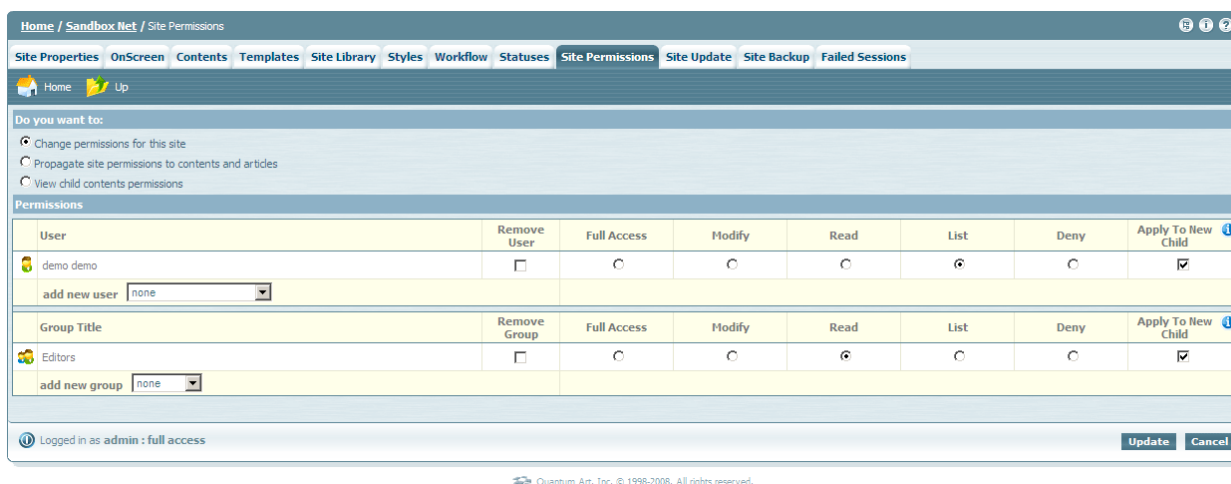 Home / Sandbox Net / Site Permissions
Site Properties OnScreen Contents Templates Site Library Styles Workflow Statuses Site Permissions Site Update Site Backup Failed Sessions
Home Up
Do you want to:
Change permissions for this site
Propagate site permissions to contents and articles
View child contents permissions
Permissions
User Remove User Full Access Modify Read List Deny Apply To New Child
demo demo
add new user none
Group Title Remove Group Full Access Modify Read List Deny Apply To New Child
Editors
add new group none
Logged in as admin : full access
Update Cancel
Quantum Art, Inc. © 1998-2008. All rights reserved.